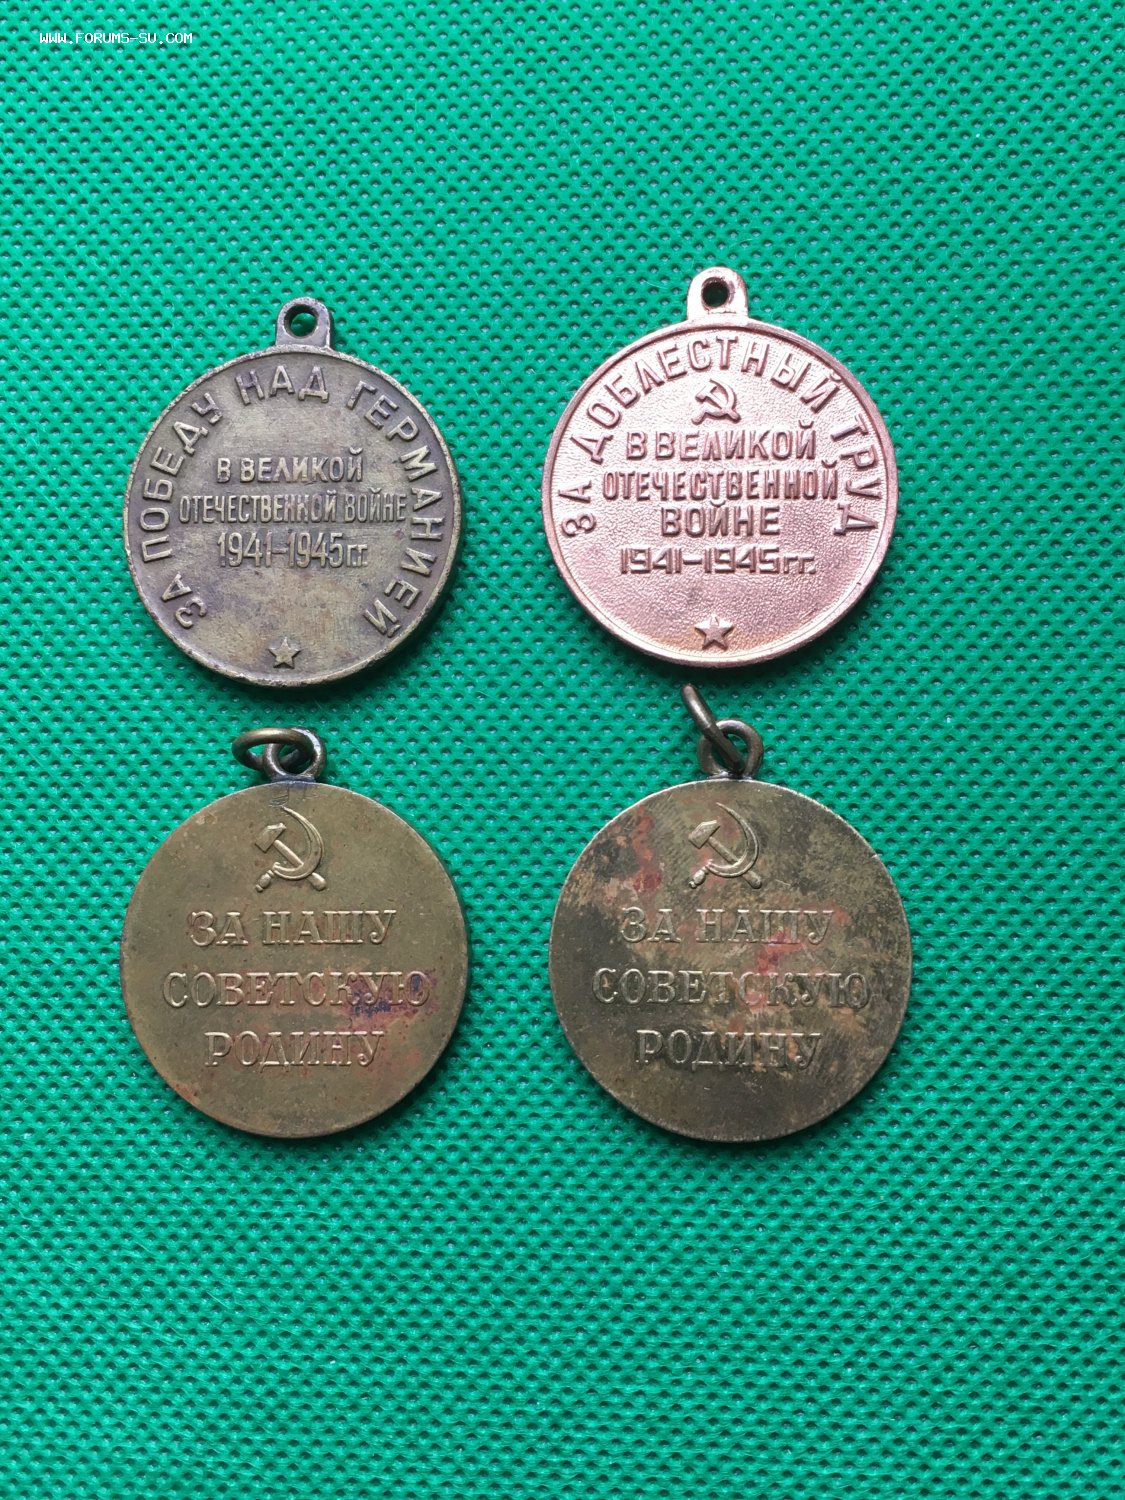 WWW.FORUMS-SU.COM
ЗА ПОБЕДУ НАД ГЕРМАНИЕЙ
В ВЕЛИКОЙ
ОТЕЧЕСТВЕННОЙ ВОЙНЕ
1941-1945гг.
ЗА ДОБЛЕСТНЫЙ ТРУД
В ВЕЛИКОЙ
ОТЕЧЕСТВЕННОЙ
ВОЙНЕ
1941-1945гг.
ЗА НАШУ
СОВЕТСКУЮ
РОДИНУ
ЗА НАШУ
СОВЕТСКУЮ
РОДИНУ